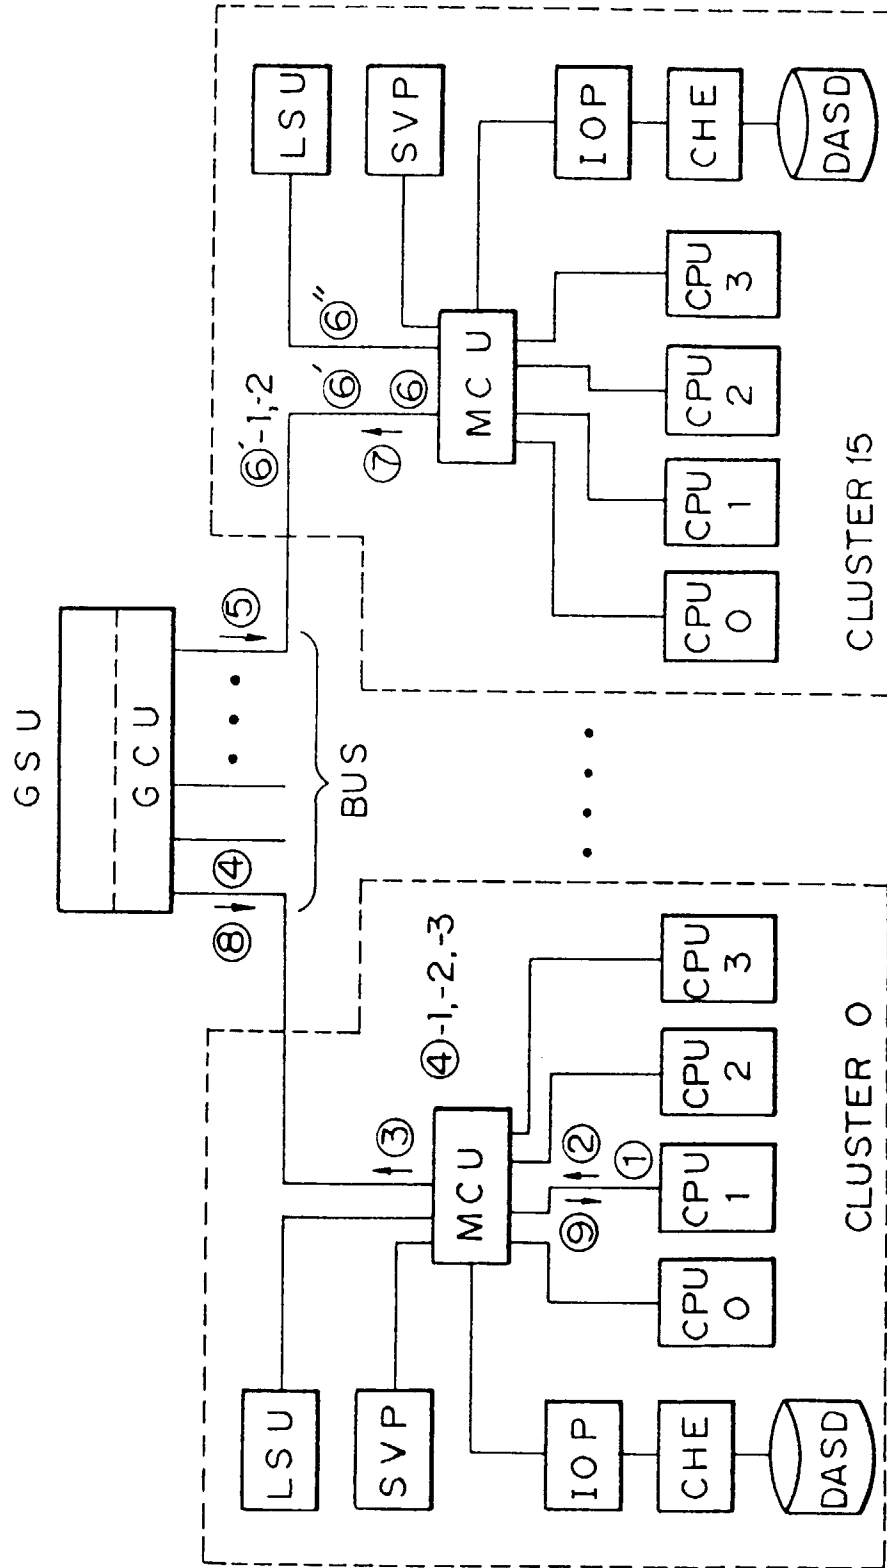 GSU
GCU
BUS
⑧
④
⑤
LSU
SVP
③
④-1,-2,-3
MCU
⑨
②
①
IOP
CHE
DASD
CPU 0
CPU 1
CPU 2
CPU 3
CLUSTER 0
LSU
SVP
⑥'-1,-2
⑥'
⑥"
⑥
⑦
MCU
CPU 0
CPU 1
CPU 2
CPU 3
IOP
CHE
DASD
CLUSTER 15